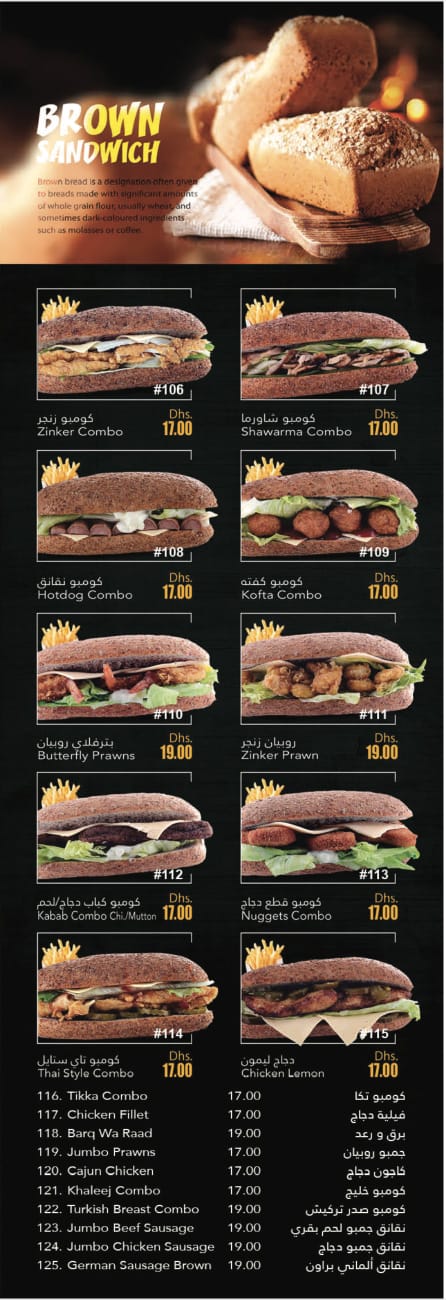 BROWN
SANDWICH
Brown bread is a designation often given
to breads made with significant amounts
of whole grain flour, usually wheat, and
sometimes dark-coloured ingredients
such as molasses or coffee.
#106
كومبو زنجر
Zinker Combo
Dhs.
17.00
#107
كومبو شاورما
Shawarma Combo
Dhs.
17.00
#108
كومبو نقانق
Hotdog Combo
Dhs.
17.00
#109
كومبو كفته
Kofta Combo
Dhs.
17.00
#110
بترفلاي روبيان
Butterfly Prawns
Dhs.
19.00
#111
روبيان زنجر
Zinker Prawn
Dhs.
19.00
#112
كومبو كباب دجاج/لحم
Kabab Combo Chi./Mutton
Dhs.
17.00
#113
كومبو قطع دجاج
Nuggets Combo
Dhs.
17.00
#114
كومبو تاي ستايل
Thai Style Combo
Dhs.
17.00
#115
دجاج ليمون
Chicken Lemon
Dhs.
17.00
116. Tikka Combo 17.00 كومبو تكا
117. Chicken Fillet 17.00 فيلية دجاج
118. Barq Wa Raad 19.00 برق و رعد
119. Jumbo Prawns 19.00 جمبو روبيان
120. Cajun Chicken 17.00 كاجون دجاج
121. Khaleej Combo 17.00 كومبو خليج
122. Turkish Breast Combo 19.00 كومبو صدر تركيش
123. Jumbo Beef Sausage 19.00 نقانق جمبو لحم بقري
124. Jumbo Chicken Sausage 19.00 نقانق جمبو دجاج
125. German Sausage Brown 19.00 نقانق ألماني براون